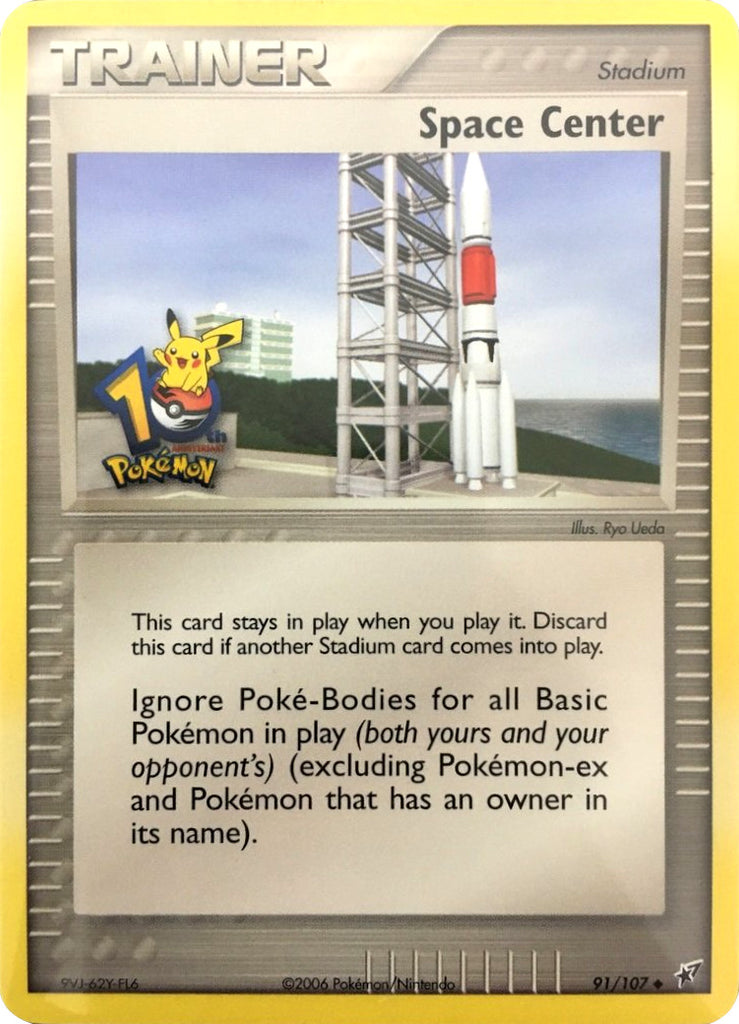 TRAINER
Stadium
Space Center
10th
ANNIVERSARY
POKéMON
Illus. Ryo Ueda
This card stays in play when you play it. Discard
this card if another Stadium card comes into play.
Ignore Poké-Bodies for all Basic
Pokémon in play (both yours and your
opponent's) (excluding Pokémon-ex
and Pokémon that has an owner in
its name).
9VJ-62Y-FL6
©2006 Pokémon/Nintendo
91/107 ◆